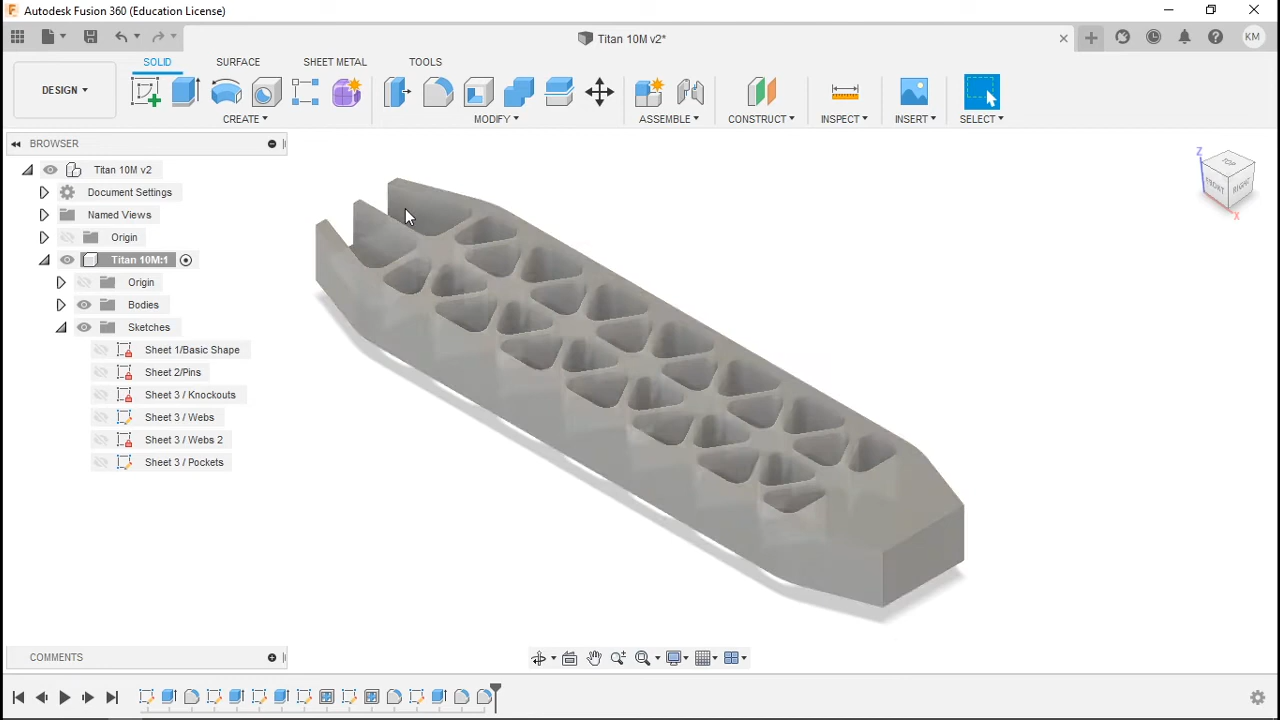 Autodesk Fusion 360 (Education License)
Titan 10M v2*
KM
DESIGN
SOLID SURFACE SHEET METAL TOOLS
CREATE MODIFY ASSEMBLE CONSTRUCT INSPECT INSERT SELECT
BROWSER
Titan 10M v2
Document Settings
Named Views
Origin
Titan 10M:1
Origin
Bodies
Sketches
Sheet 1/Basic Shape
Sheet 2/Pins
Sheet 3 / Knockouts
Sheet 3 / Webs
Sheet 3 / Webs 2
Sheet 3 / Pockets
Z
TOP
FRONT
RIGHT
X
COMMENTS